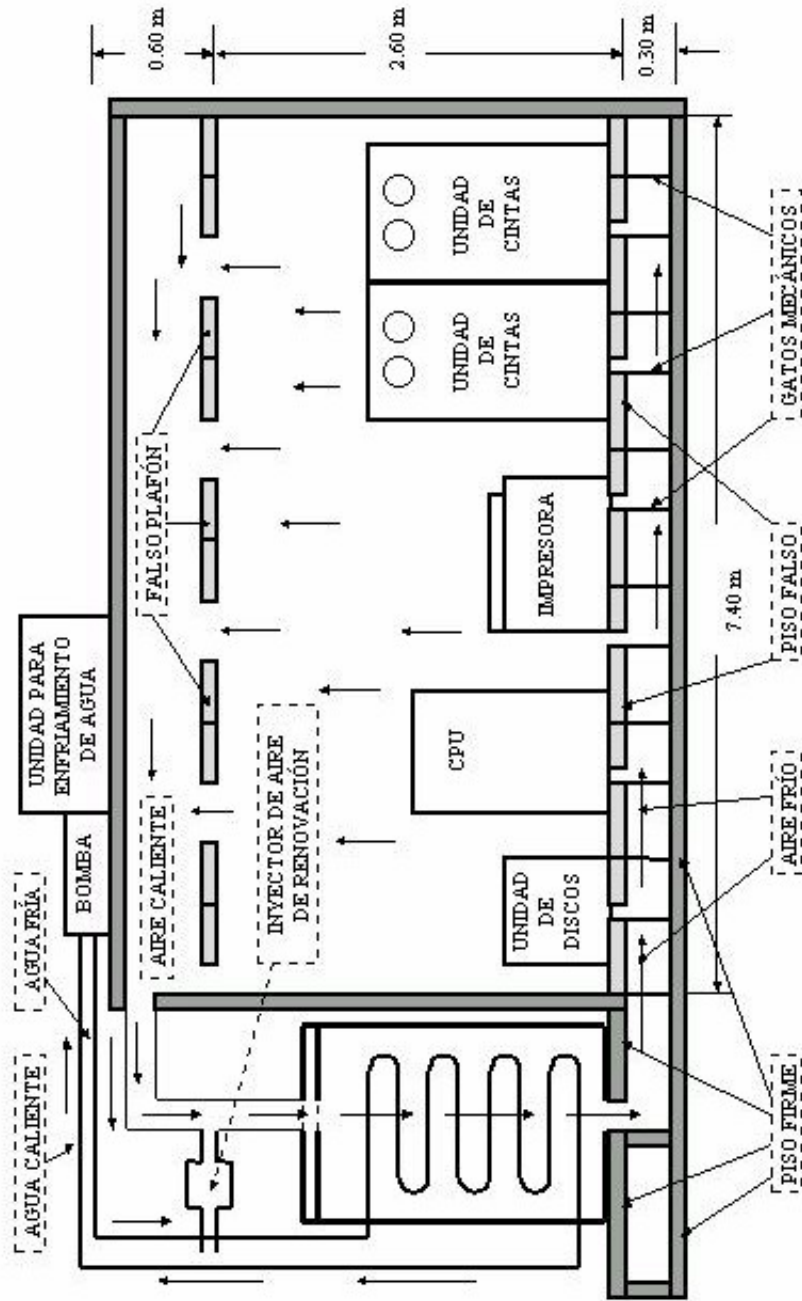 AGUA CALIENTE
AGUA FRÍA
BOMBA
UNIDAD PARA
ENFRIAMIENTO
DE AGUA
AIRE CALIENTE
FALSO PLAFÓN
INYECTOR DE AIRE
DE RENOVACIÓN
0.60 m
2.60 m
0.30 m
UNIDAD
DE
DISCOS
CPU
IMPRESORA
UNIDAD
DE
CINTAS
UNIDAD
DE
CINTAS
7.40 m
PISO FIRME
AIRE FRÍO
PISO FALSO
GATOS MECÁNICOS